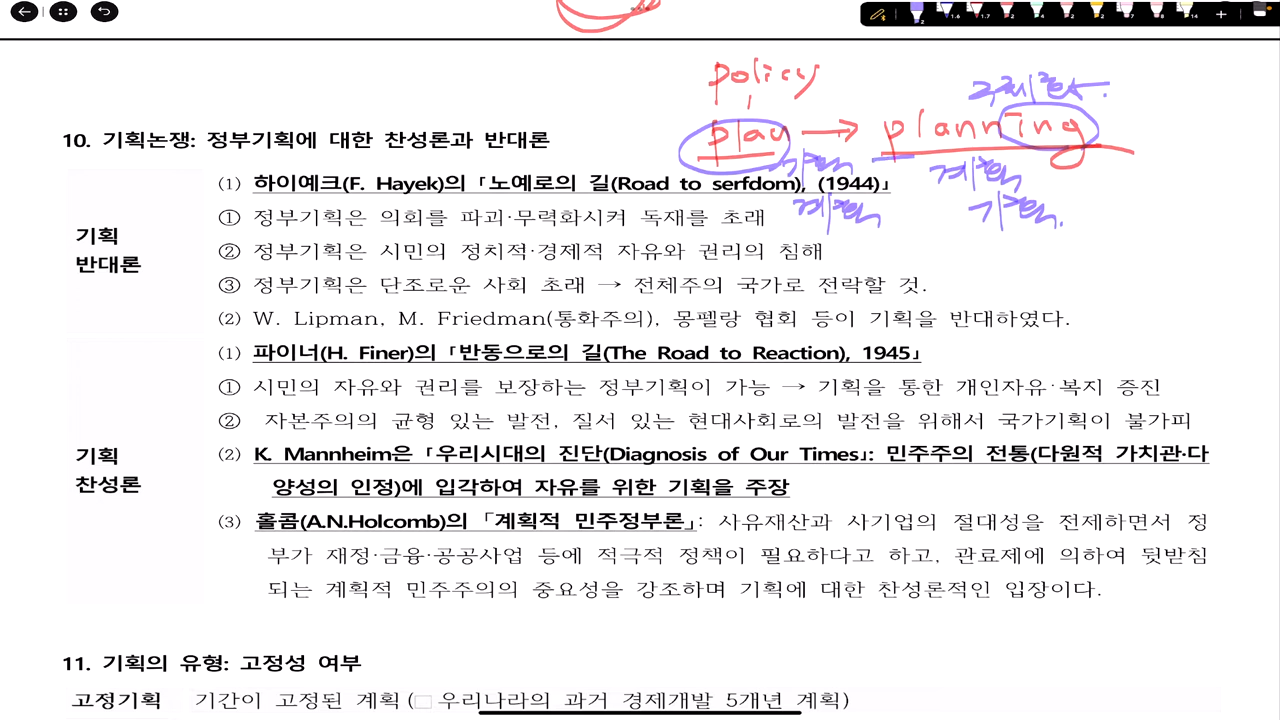 policy
plan → planning
구체화
기획
계획
계획
기획
10. 기획논쟁: 정부기획에 대한 찬성론과 반대론
기획
반대론
(1) 하이예크(F. Hayek)의 「노예로의 길(Road to serfdom), (1944)」
① 정부기획은 의회를 파괴·무력화시켜 독재를 초래
② 정부기획은 시민의 정치적·경제적 자유와 권리의 침해
③ 정부기획은 단조로운 사회 초래 → 전체주의 국가로 전락할 것.
(2) W. Lipman, M. Friedman(통화주의), 몽펠랑 협회 등이 기획을 반대하였다.
기획
찬성론
(1) 파이너(H. Finer)의 「반동으로의 길(The Road to Reaction), 1945」
① 시민의 자유와 권리를 보장하는 정부기획이 가능 → 기획을 통한 개인자유·복지 증진
② 자본주의의 균형 있는 발전, 질서 있는 현대사회로의 발전을 위해서 국가기획이 불가피
(2) K. Mannheim은 「우리시대의 진단(Diagnosis of Our Times」: 민주주의 전통(다원적 가치관·다
양성의 인정)에 입각하여 자유를 위한 기획을 주장
(3) 홀콤(A.N.Holcomb)의 「계획적 민주정부론」: 사유재산과 사기업의 절대성을 전제하면서 정
부가 재정·금융·공공사업 등에 적극적 정책이 필요하다고 하고, 관료제에 의하여 뒷받침
되는 계획적 민주주의의 중요성을 강조하며 기획에 대한 찬성론적인 입장이다.
11. 기획의 유형: 고정성 여부
고정기획 기간이 고정된 계획(□우리나라의 과거 경제개발 5개년 계획)